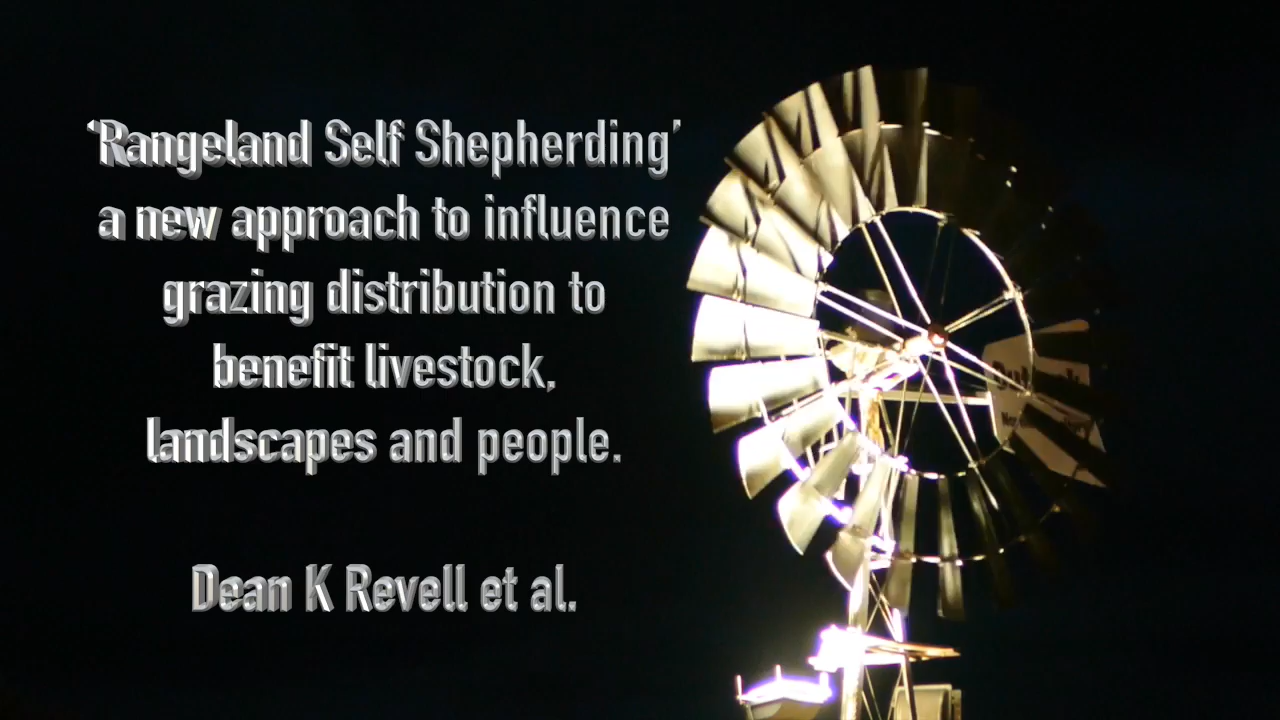 ‘Rangeland Self Shepherding’
a new approach to influence
grazing distribution to
benefit livestock,
landscapes and people.
Dean K Revell et al.